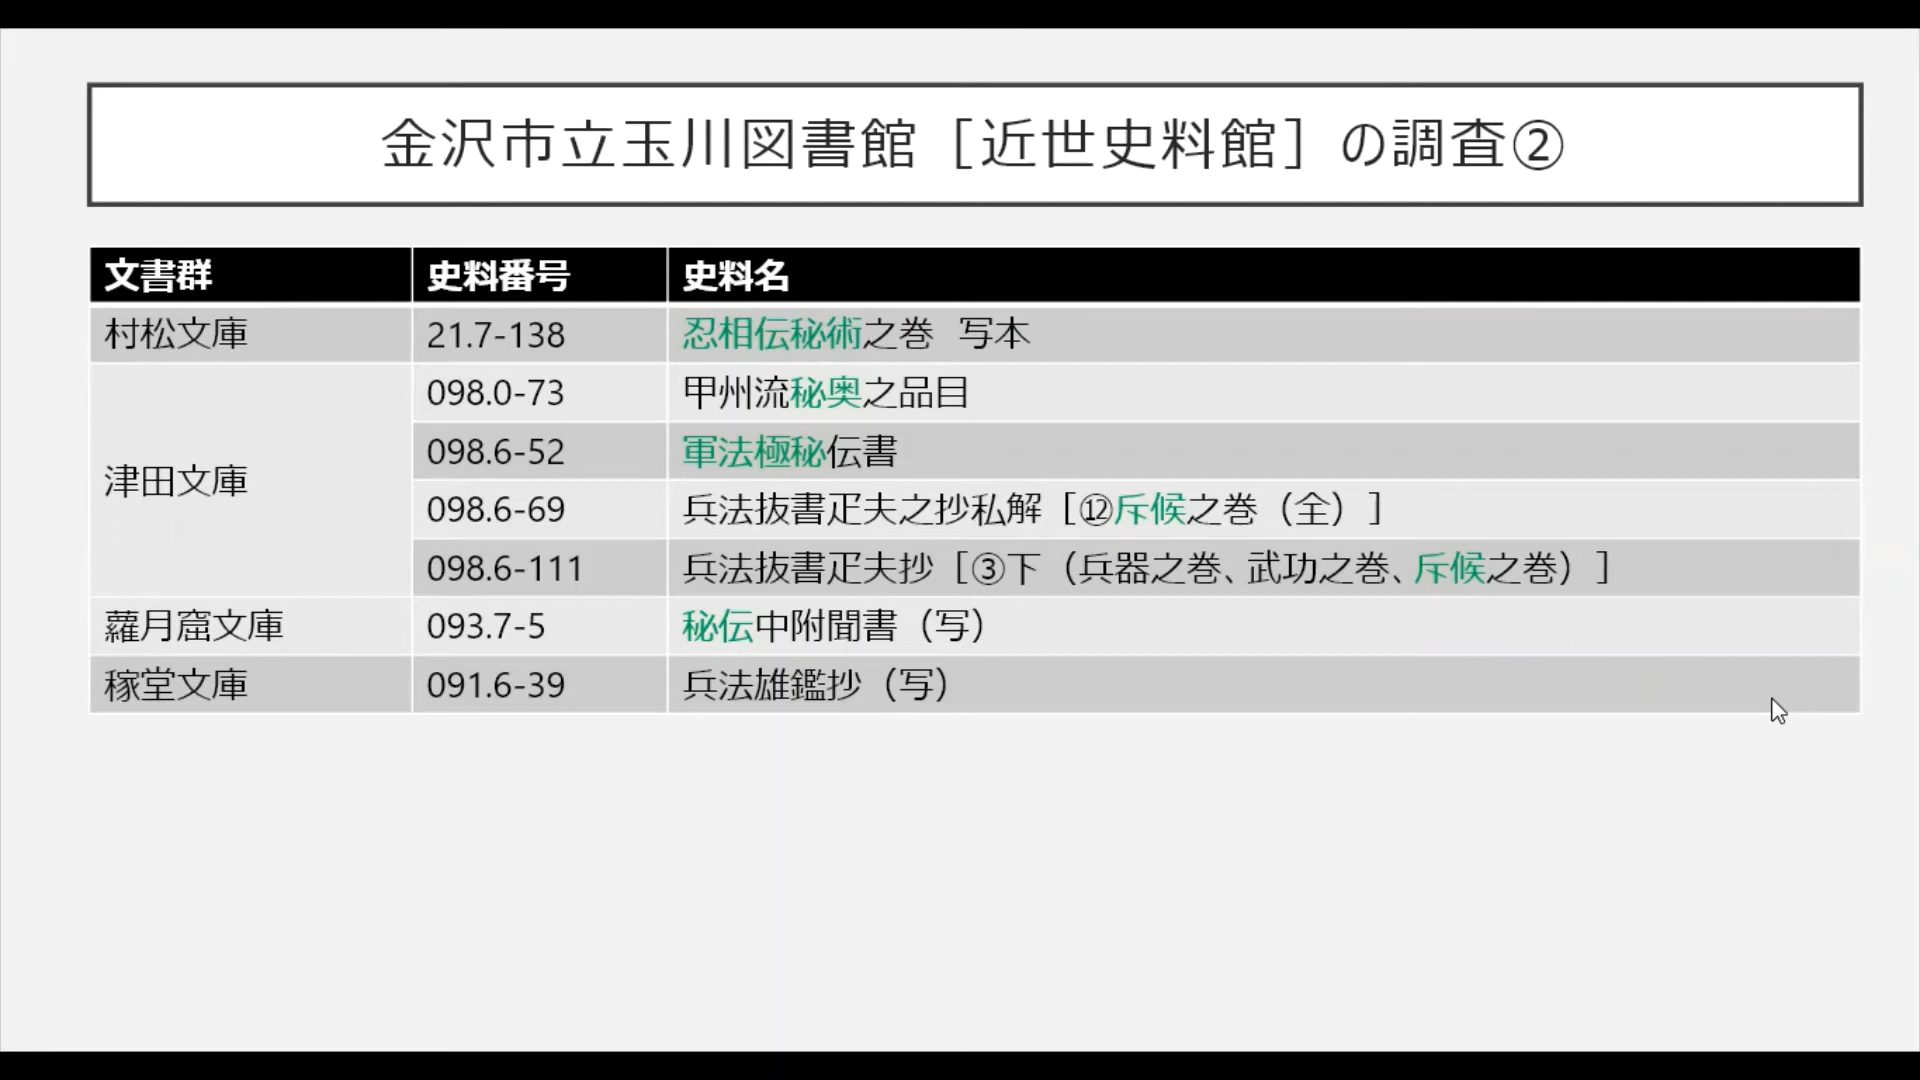 金沢市立玉川図書館［近世史料館］の調査②
文書群 史料番号 史料名
村松文庫 21.7-138 忍相伝秘術之巻 写本
津田文庫 098.0-73 甲州流秘奥之品目
098.6-52 軍法極秘伝書
098.6-69 兵法抜書疋夫之抄私解［⑫斥候之巻（全）］
098.6-111 兵法抜書疋夫抄［③下（兵器之巻、武功之巻、斥候之巻）］
蘿月窟文庫 093.7-5 秘伝中附聞書（写）
稼堂文庫 091.6-39 兵法雄鑑抄（写）